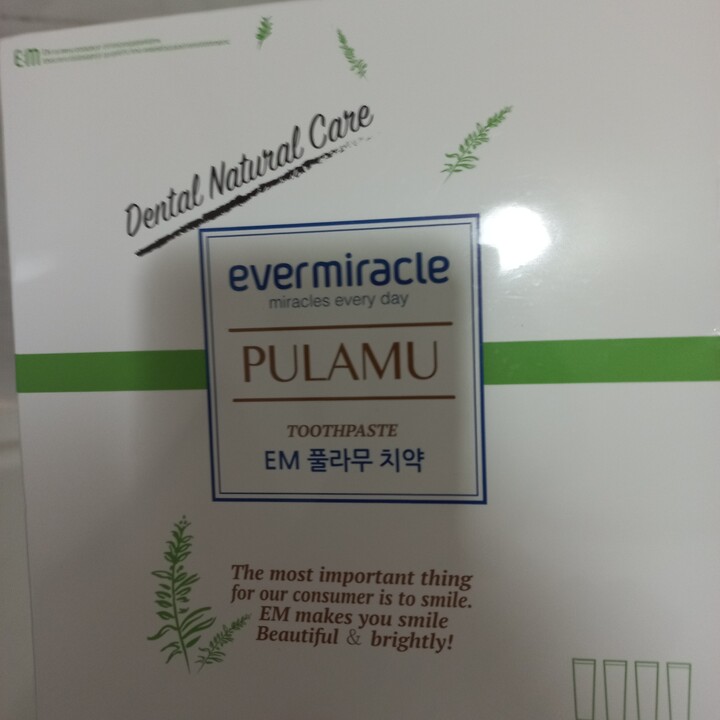 EM
Dental Natural Care
evermiracle
miracles every day
PULAMU
TOOTHPASTE
EM 풀라무 치약
The most important thing
for our consumer is to smile.
EM makes you smile
Beautiful & brightly!